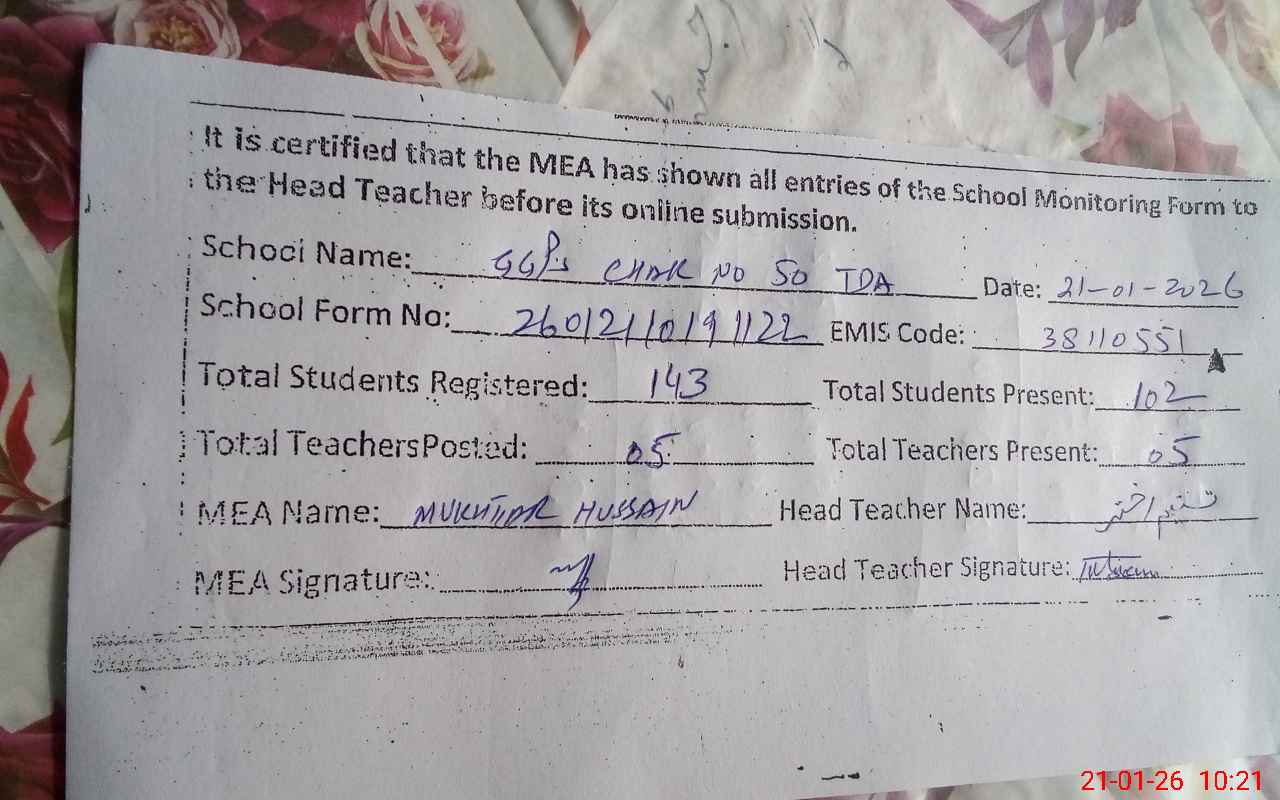 It is certified that the MEA has shown all entries of the School Monitoring Form to
the Head Teacher before its online submission.
School Name: GGPS CHAK NO 50 TDA Date: 21-01-2026
School Form No: 26012110191122 EMIS Code: 38110551
Total Students Registered: 143 Total Students Present: 102
Total TeachersPosted: 05 Total Teachers Present: 05
MEA Name: MUKHTIAR HUSSAIN Head Teacher Name: تسنیم اختر
MEA Signature: Head Teacher Signature:
21-01-26 10:21